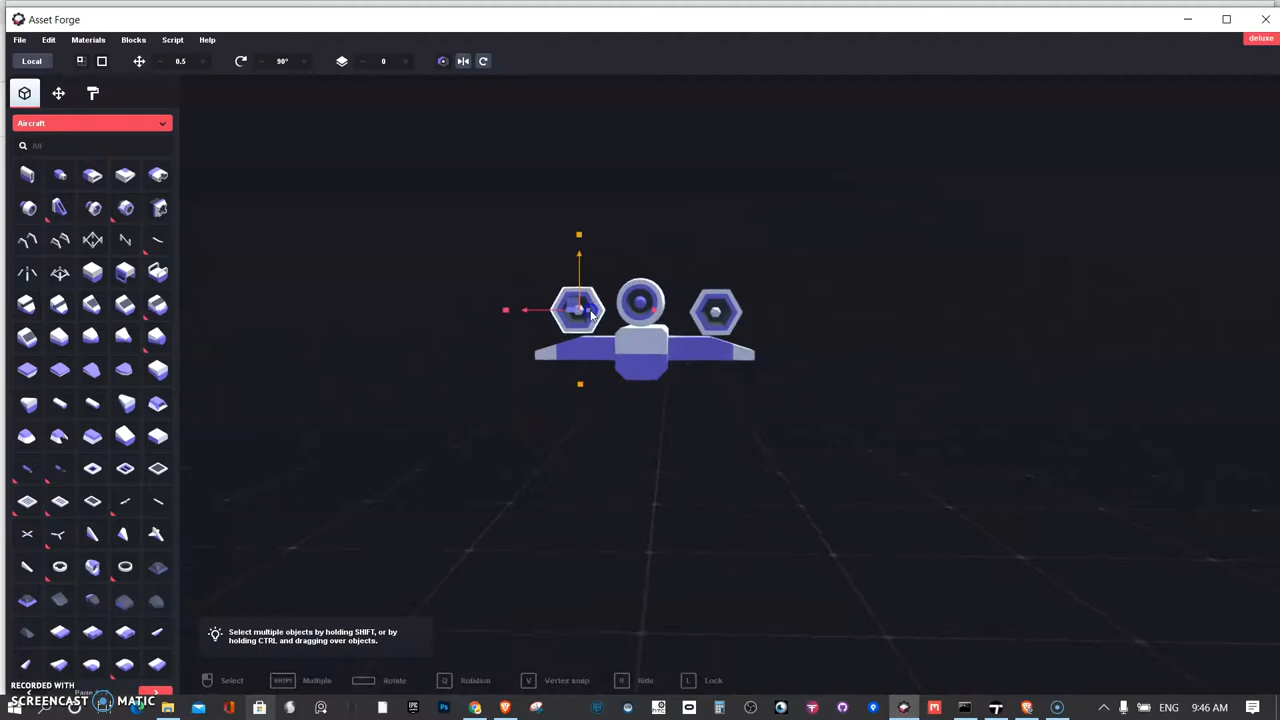 Asset Forge
File Edit Materials Blocks Script Help
deluxe
Local 0.5 90° 0
Aircraft
All
Select multiple objects by holding SHIFT, or by
holding CTRL and dragging over objects.
Select SHIFT Multiple Rotate Q Rotation V Vertex snap H Hide L Lock
RECORDED WITH
Page
SCREENCAST MATIC
9:46 AM